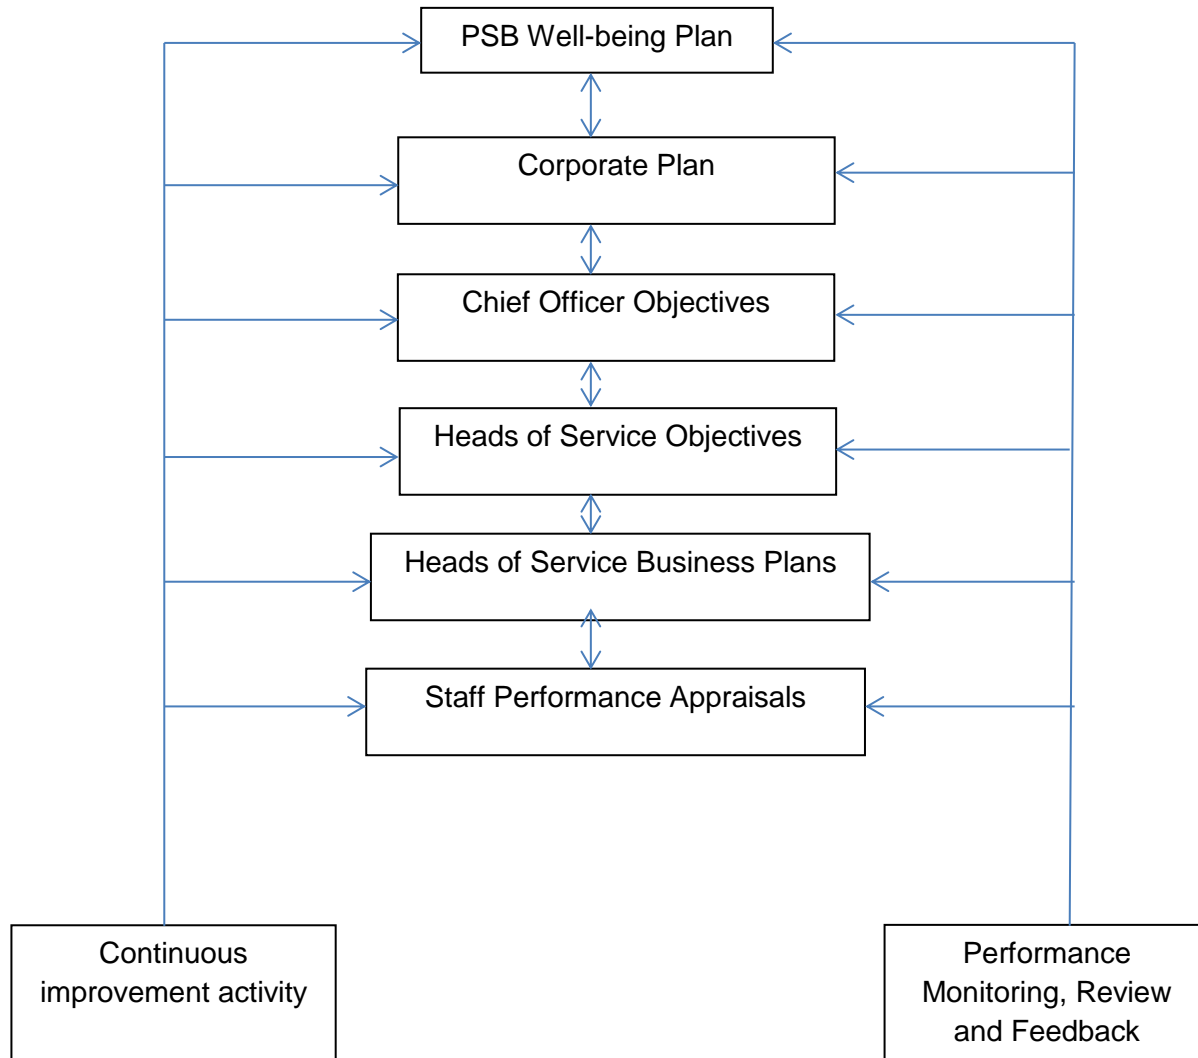 PSB Well-being Plan
Corporate Plan
Chief Officer Objectives
Heads of Service Objectives
Heads of Service Business Plans
Staff Performance Appraisals
Continuous
improvement activity
Performance
Monitoring, Review
and Feedback